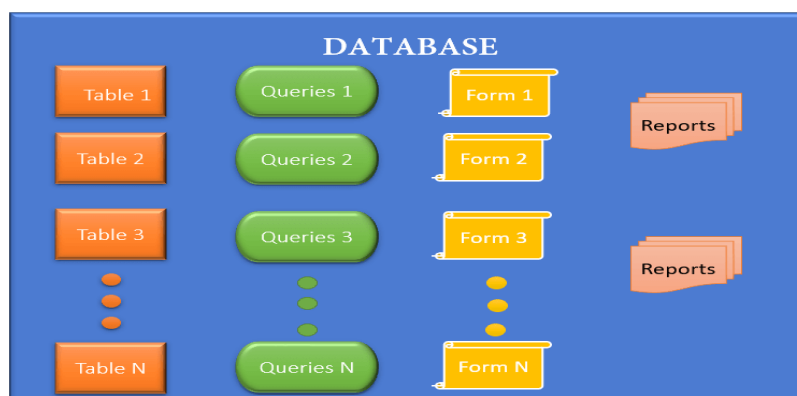 DATABASE
Table 1
Queries 1
Form 1
Reports
Table 2
Queries 2
Form 2
Table 3
Queries 3
Form 3
Reports
Table N
Queries N
Form N